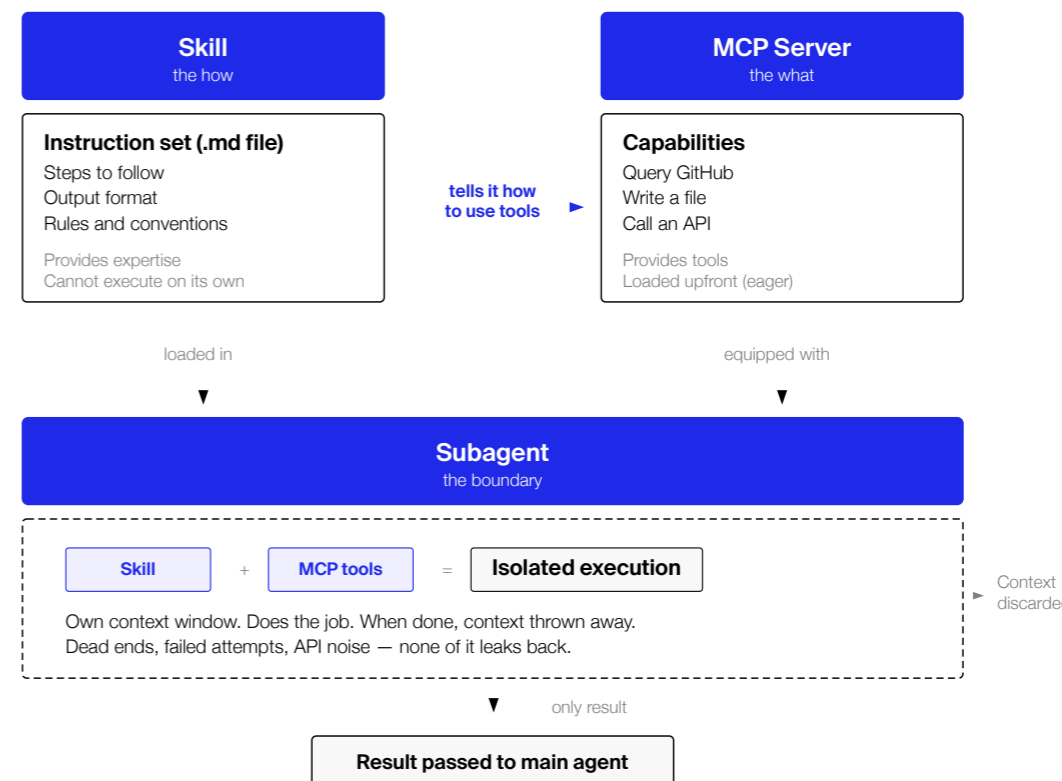 Skill
the how
MCP Server
the what
Instruction set (.md file)
Steps to follow
Output format
Rules and conventions
Provides expertise
Cannot execute on its own
tells it how
to use tools
Capabilities
Query GitHub
Write a file
Call an API
Provides tools
Loaded upfront (eager)
loaded in
equipped with
Subagent
the boundary
Skill + MCP tools = Isolated execution
Own context window. Does the job. When done, context thrown away.
Dead ends, failed attempts, API noise — none of it leaks back.
Context
only result
Result passed to main agent